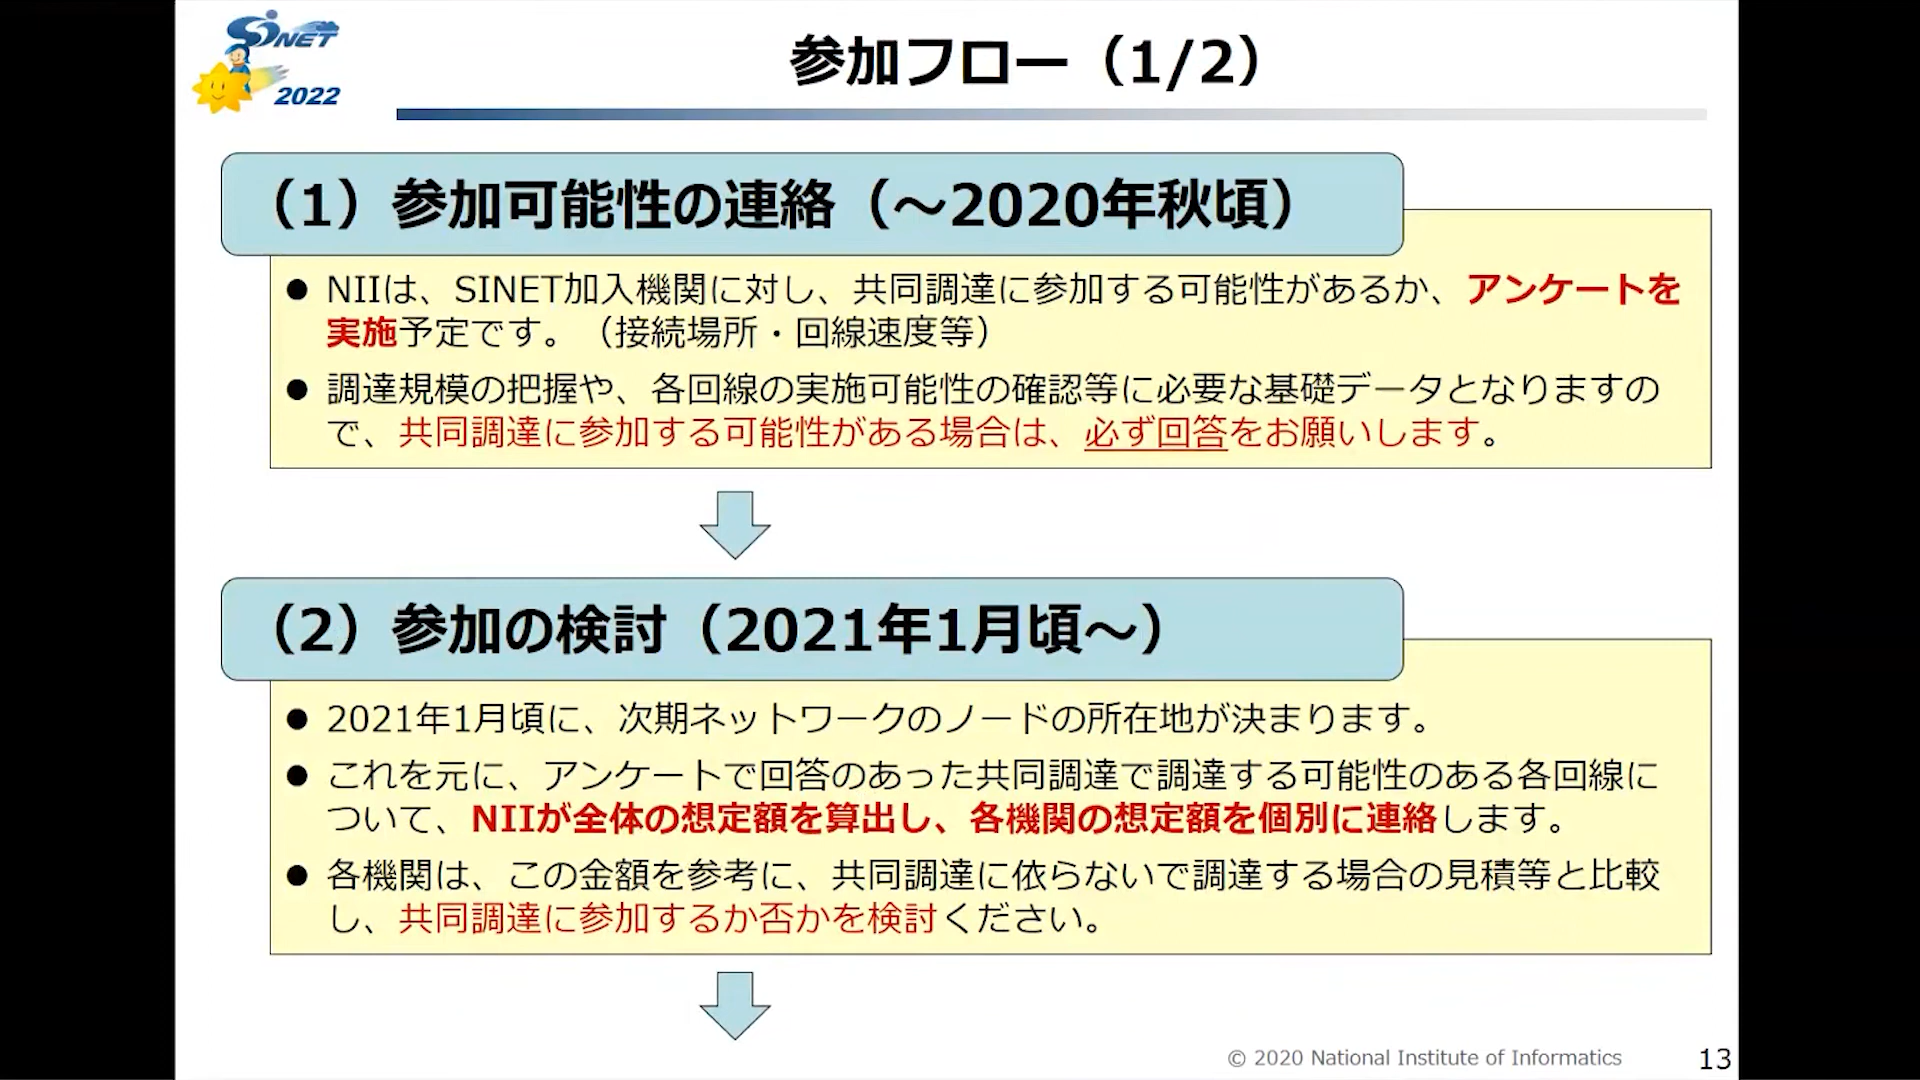 SINET
2022
参加フロー（1/2）
（1）参加可能性の連絡（～2020年秋頃）
● NIIは、SINET加入機関に対し、共同調達に参加する可能性があるか、アンケートを
実施予定です。（接続場所・回線速度等）
● 調達規模の把握や、各回線の実施可能性の確認等に必要な基礎データとなりますの
で、共同調達に参加する可能性がある場合は、必ず回答をお願いします。
（2）参加の検討（2021年1月頃～）
● 2021年1月頃に、次期ネットワークのノードの所在地が決まります。
● これを元に、アンケートで回答のあった共同調達で調達する可能性のある各回線に
ついて、NIIが全体の想定額を算出し、各機関の想定額を個別に連絡します。
● 各機関は、この金額を参考に、共同調達に依らないで調達する場合の見積等と比較
し、共同調達に参加するか否かを検討ください。
© 2020 National Institute of Informatics
13